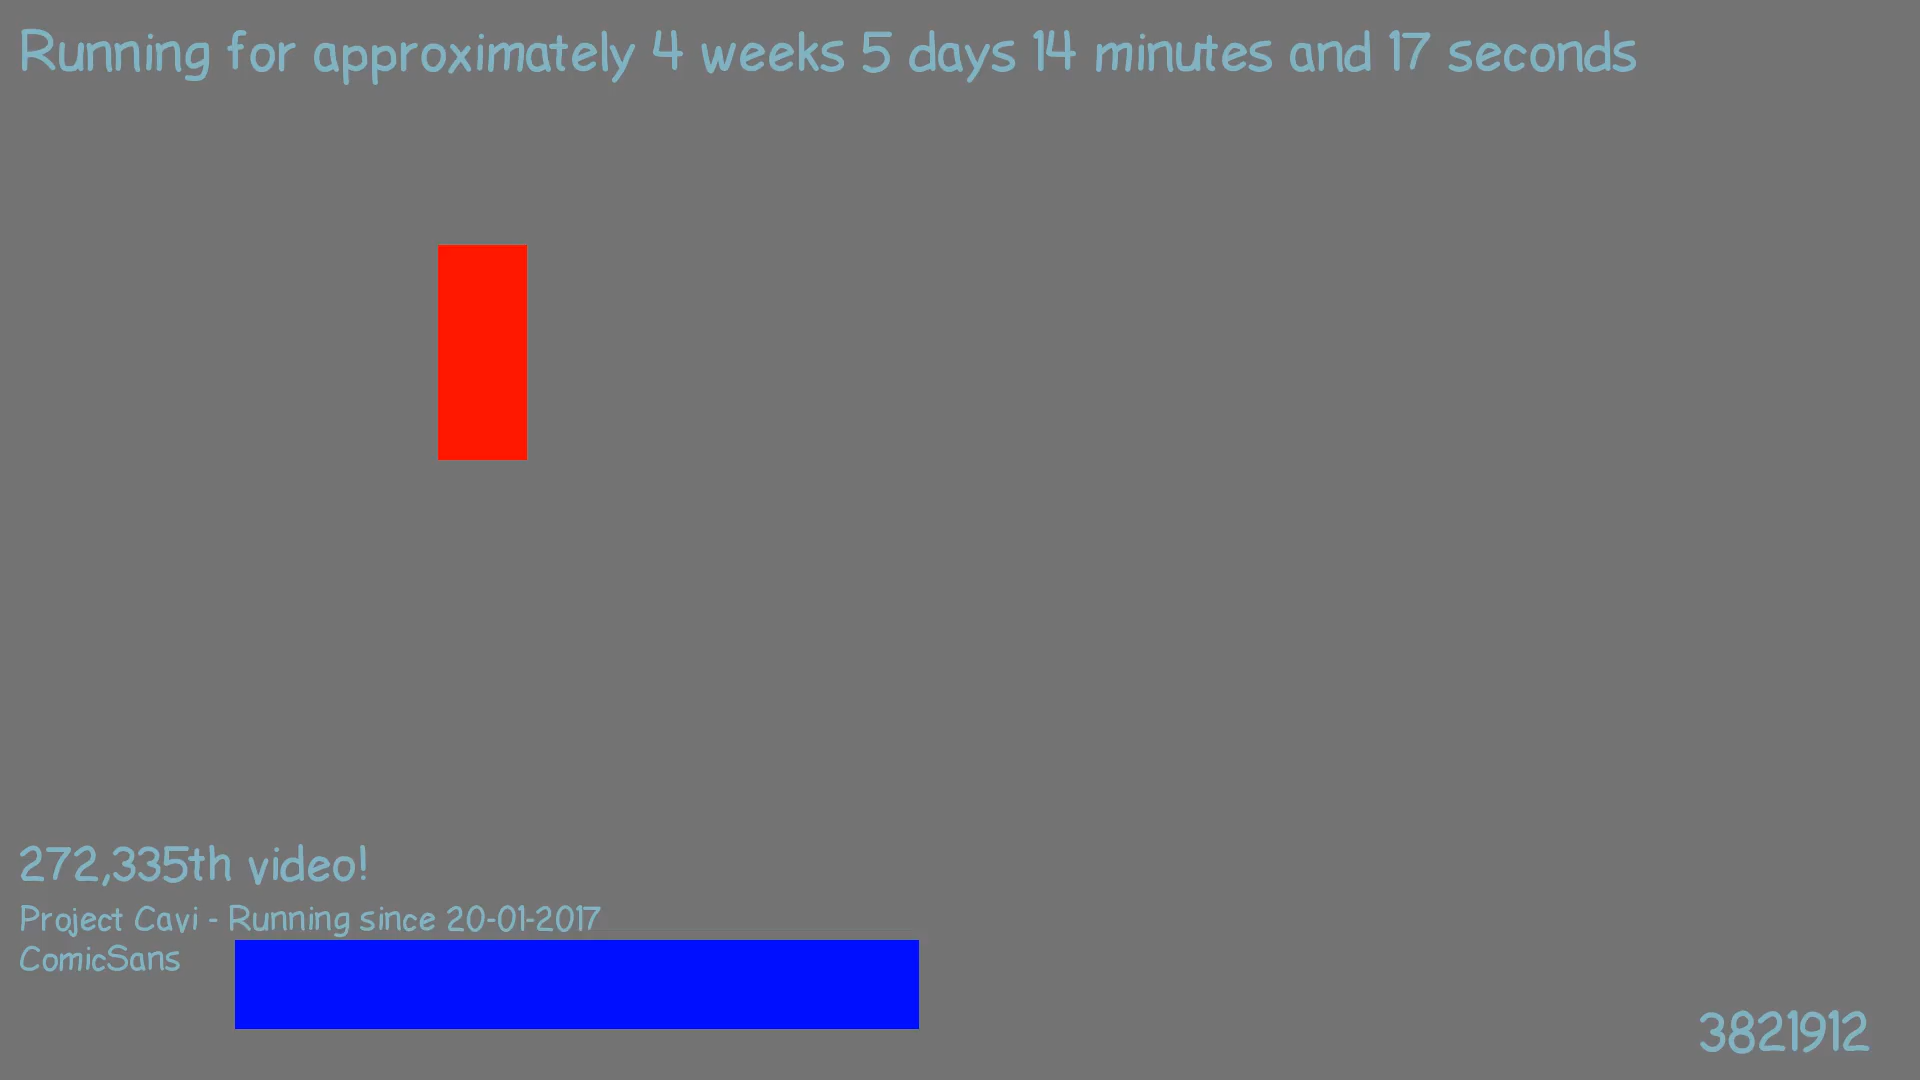 Running for approximately 4 weeks 5 days 14 minutes and 17 seconds
272,335th video!
Project Cavi - Running since 20-01-2017
ComicSans
3821912